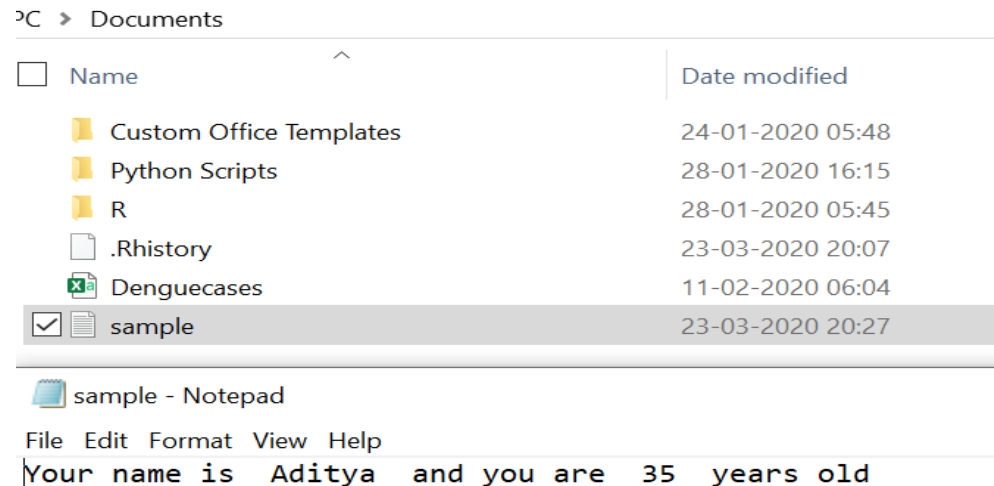 PC > Documents
Name Date modified
Custom Office Templates 24-01-2020 05:48
Python Scripts 28-01-2020 16:15
R 28-01-2020 05:45
.Rhistory 23-03-2020 20:07
Denguecases 11-02-2020 06:04
sample 23-03-2020 20:27
sample - Notepad
File Edit Format View Help
Your name is  Aditya  and you are  35  years old